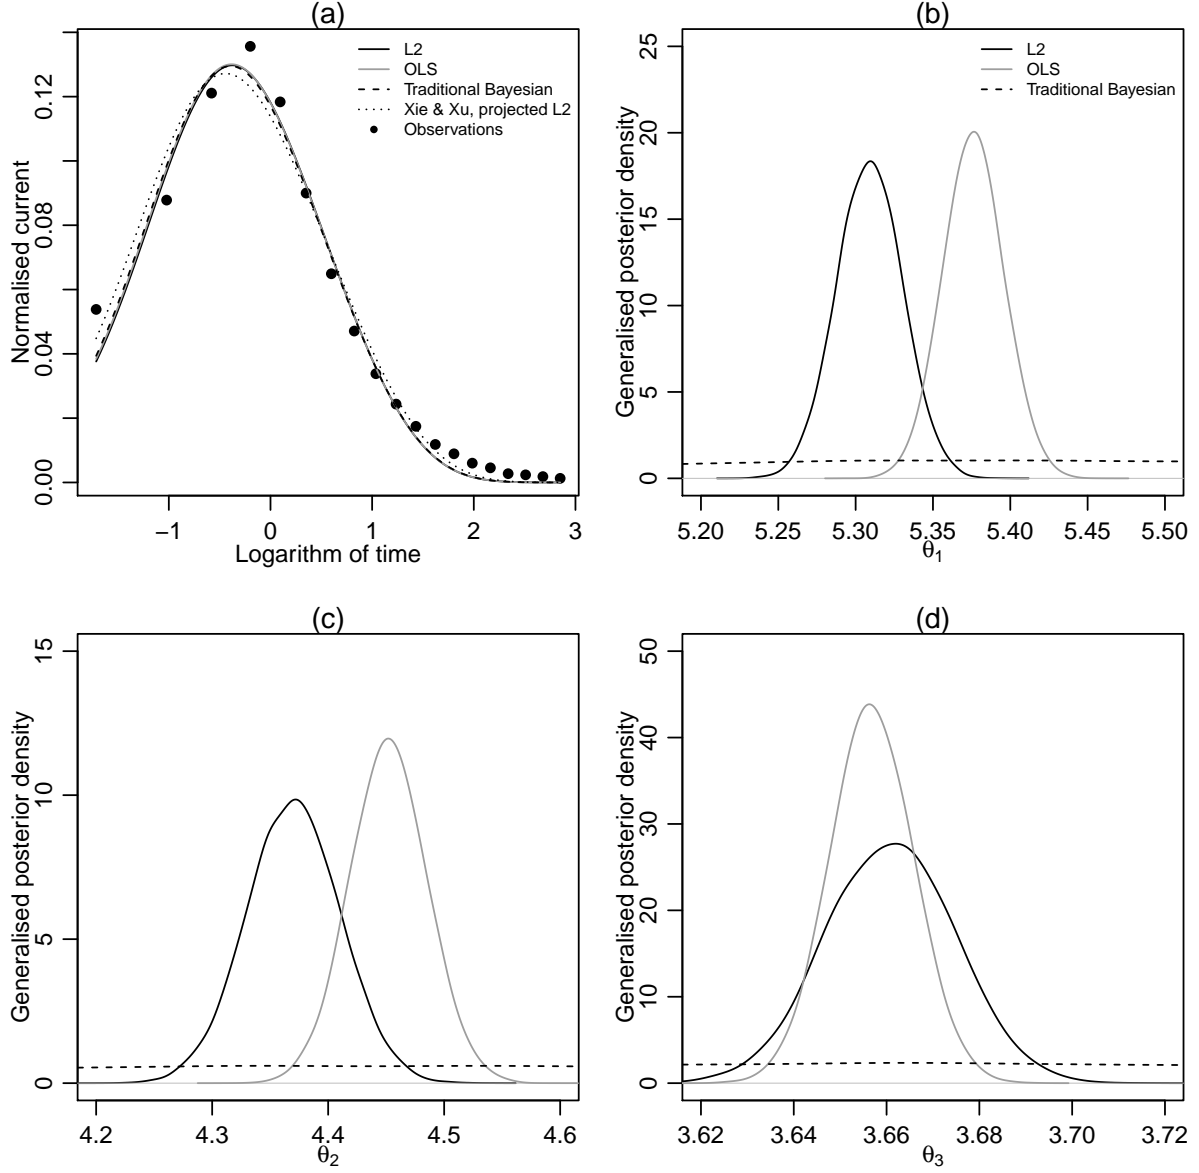 (a)
L2
OLS
Traditional Bayesian
Xie & Xu, projected L2
Observations
Normalised current
0.12
0.08
0.04
0.00
−1 0 1 2 3
Logarithm of time
(b)
L2
OLS
Traditional Bayesian
Generalised posterior density
25
20
15
10
5
0
5.20 5.25 5.30 5.35 5.40 5.45 5.50
θ1
(c)
Generalised posterior density
15
10
5
0
4.2 4.3 4.4 4.5 4.6
θ2
(d)
Generalised posterior density
50
40
30
20
10
0
3.62 3.64 3.66 3.68 3.70 3.72
θ3